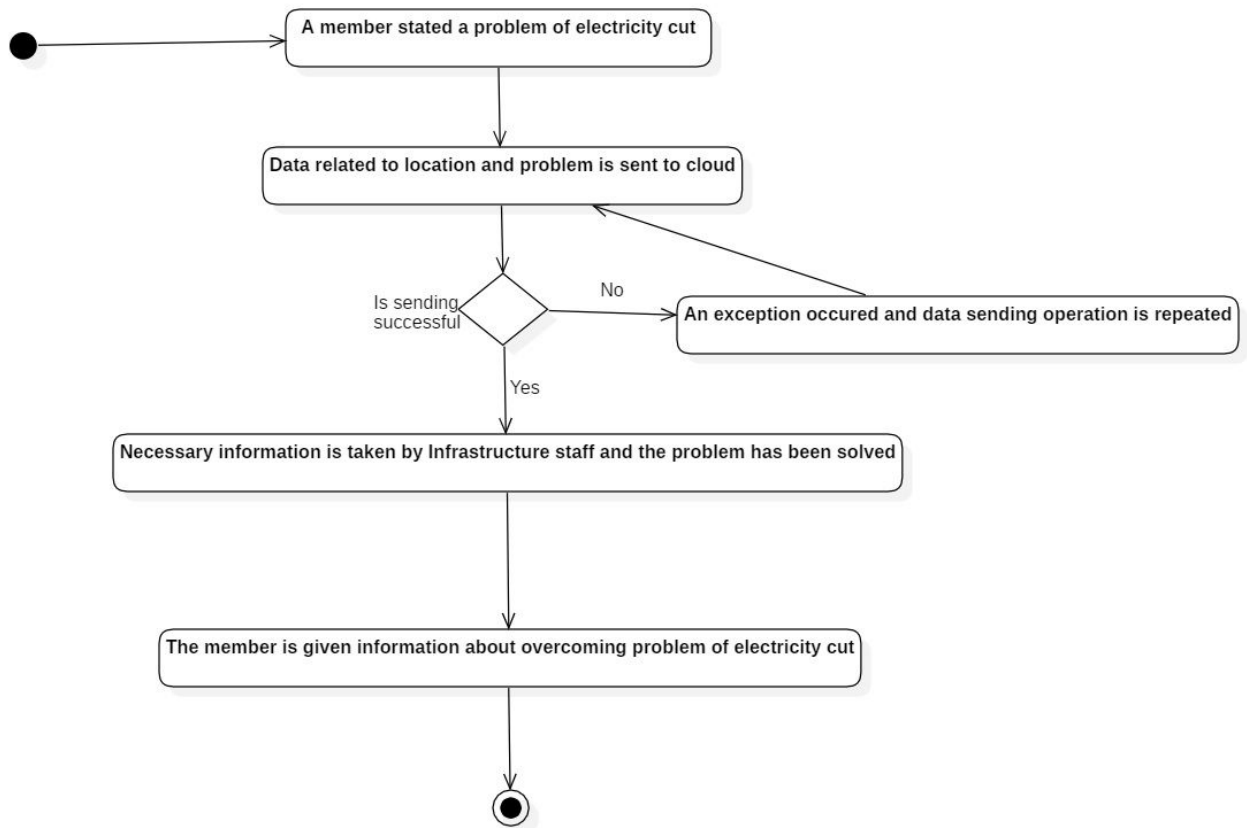 A member stated a problem of electricity cut
Data related to location and problem is sent to cloud
Is sending
successful
No
An exception occured and data sending operation is repeated
Yes
Necessary information is taken by Infrastructure staff and the problem has been solved
The member is given information about overcoming problem of electricity cut